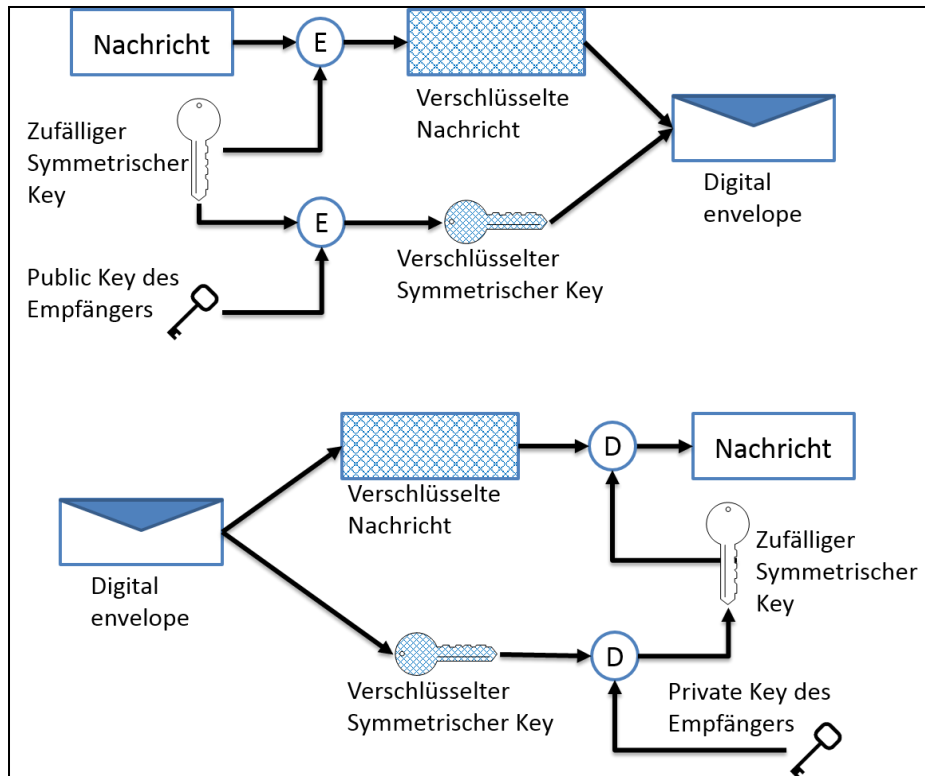 Nachricht
E
Verschlüsselte
Nachricht
Zufälliger
Symmetrischer
Key
Digital
envelope
E
Verschlüsselter
Symmetrischer Key
Public Key des
Empfängers
D
Nachricht
Verschlüsselte
Nachricht
Zufälliger
Symmetrischer
Key
Digital
envelope
D
Verschlüsselter
Symmetrischer Key
Private Key des
Empfängers